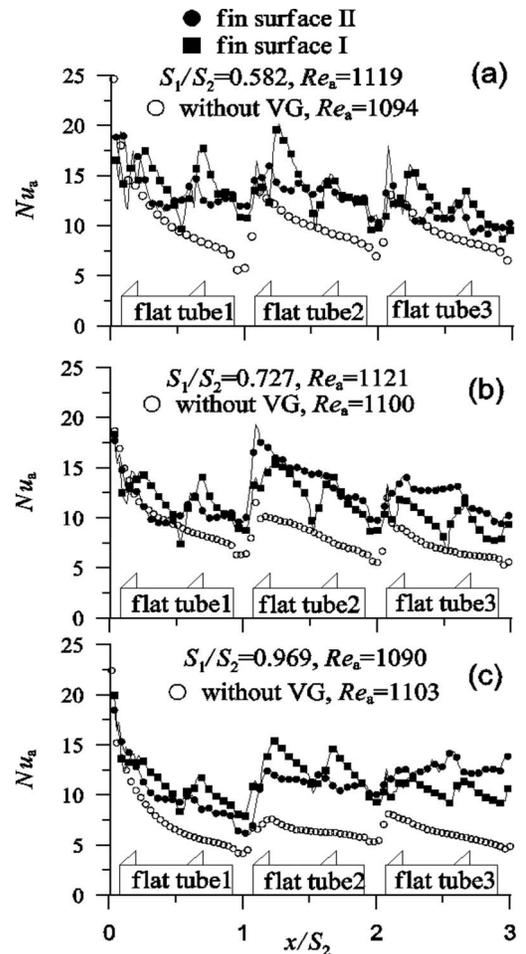 fin surface II
fin surface I
(a)
S1/S2=0.582, Rea=1119
without VG, Rea=1094
25
20
15
10
5
0
Nua
flat tube1
flat tube2
flat tube3
(b)
S1/S2=0.727, Rea=1121
without VG, Rea=1100
25
20
15
10
5
0
Nua
flat tube1
flat tube2
flat tube3
(c)
S1/S2=0.969, Rea=1090
without VG, Rea=1103
25
20
15
10
5
0
Nua
flat tube1
flat tube2
flat tube3
0 1 2 3
x/S2